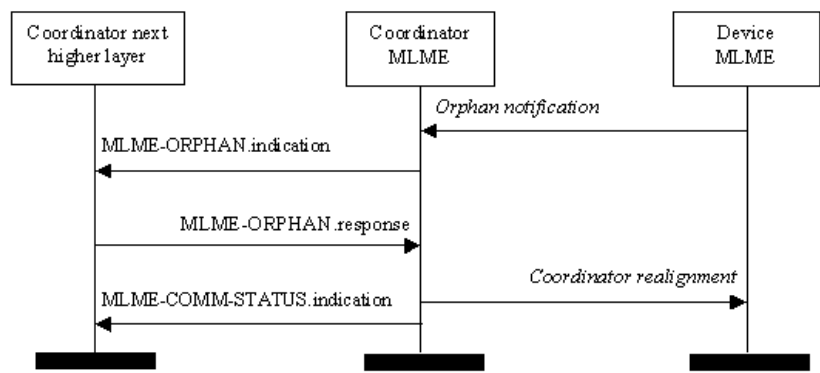 Coordinator next
higher layer
Coordinator
MLME
Device
MLME
Orphan notification
MLME-ORPHAN.indication
MLME-ORPHAN.response
Coordinator realignment
MLME-COMM-STATUS.indication